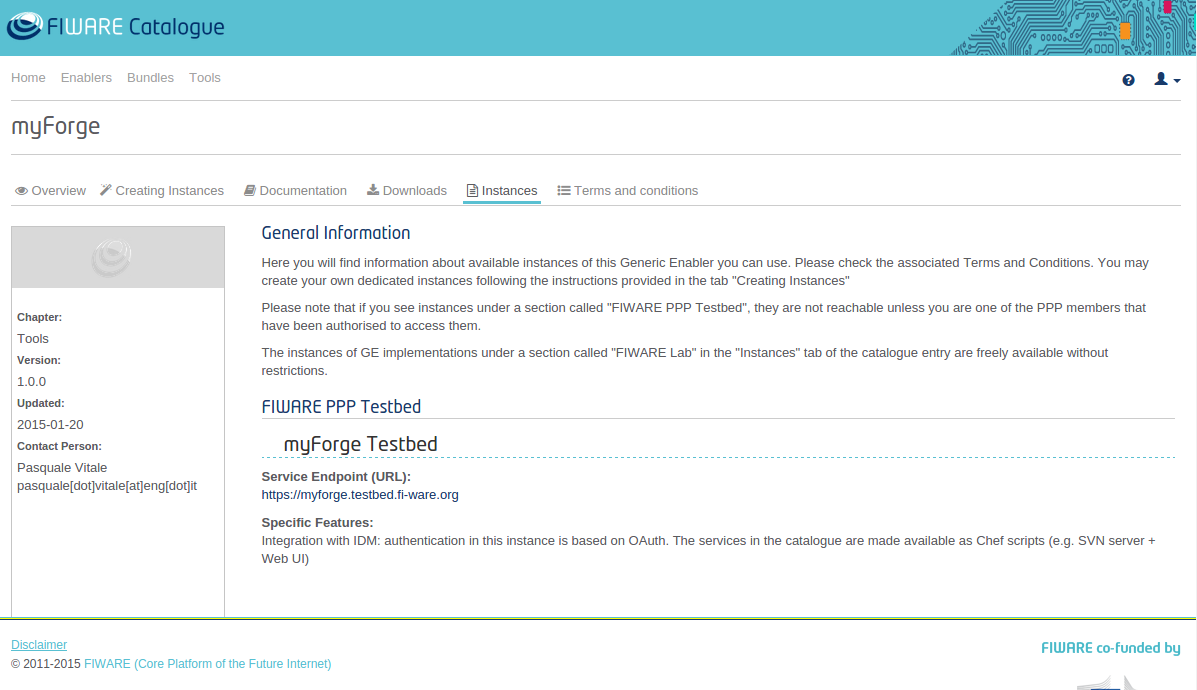 FIWARE Catalogue
Home Enablers Bundles Tools
myForge
Overview Creating Instances Documentation Downloads Instances Terms and conditions
Chapter:
Tools
Version:
1.0.0
Updated:
2015-01-20
Contact Person:
Pasquale Vitale
pasquale[dot]vitale[at]eng[dot]it
General Information
Here you will find information about available instances of this Generic Enabler you can use. Please check the associated Terms and Conditions. You may
create your own dedicated instances following the instructions provided in the tab "Creating Instances"
Please note that if you see instances under a section called "FIWARE PPP Testbed", they are not reachable unless you are one of the PPP members that
have been authorised to access them.
The instances of GE implementations under a section called "FIWARE Lab" in the "Instances" tab of the catalogue entry are freely available without
restrictions.
FIWARE PPP Testbed
myForge Testbed
Service Endpoint (URL):
https://myforge.testbed.fi-ware.org
Specific Features:
Integration with IDM: authentication in this instance is based on OAuth. The services in the catalogue are made available as Chef scripts (e.g. SVN server +
Web UI)
Disclaimer
© 2011-2015 FIWARE (Core Platform of the Future Internet)
FIWARE co-funded by